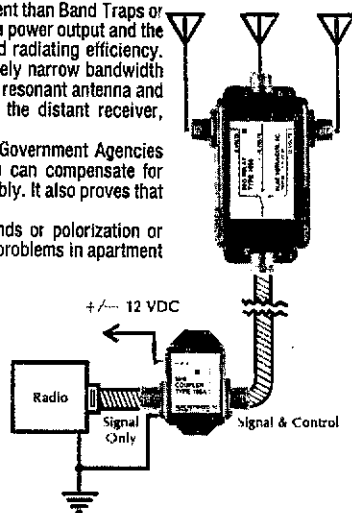 ent than Band Traps or
power output and the
d radiating efficiency.
ely narrow bandwidth
resonant antenna and
the distant receiver,
Government Agencies
can compensate for
bly. It also proves that
nds or polorization or
problems in apartment
+/-- 12 VDC
Radio
Signal
Only
COUPLER
Signal & Control